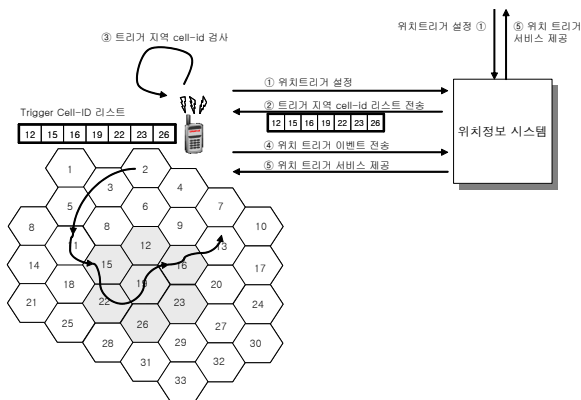 ③ 트리거 지역 cell-id 검사
위치트리거 설정 ①
⑤ 위치 트리거
서비스 제공
① 위치트리거 설정
② 트리거 지역 cell-id 리스트 전송
12 15 16 19 22 23 26
Trigger Cell-ID 리스트
12 15 16 19 22 23 26
위치정보 시스템
④ 위치 트리거 이벤트 전송
⑤ 위치 트리거 서비스 제공
1 2
3 4
5 6 7
8 8 9 10
1 12 13
14 15 16 17
18 19 20
21 22 23 24
25 26 27
28 29 30
31 32
33